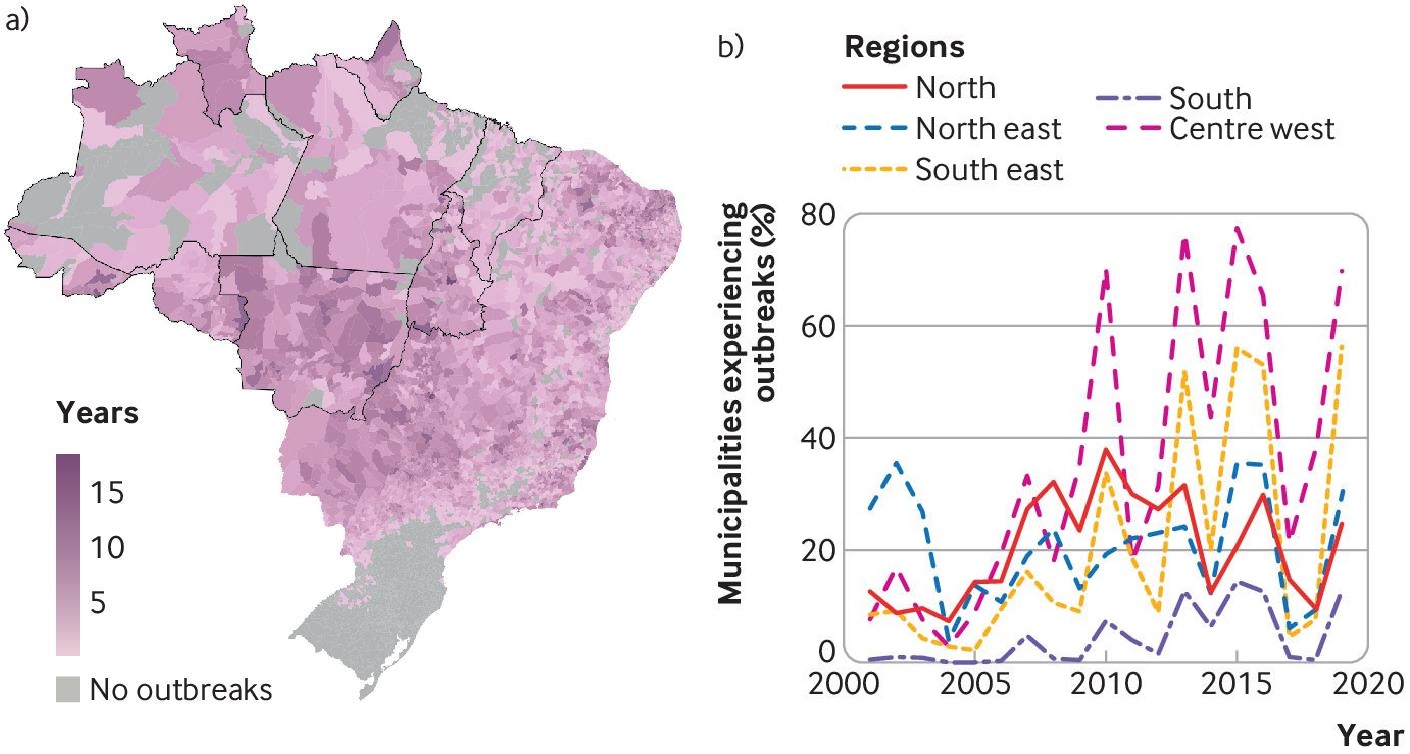 a)
Years
15
10
5
No outbreaks
b)
Regions
North
North east
South east
South
Centre west
Municipalities experiencing
outbreaks (%)
80
60
40
20
0
2000 2005 2010 2015 2020
Year